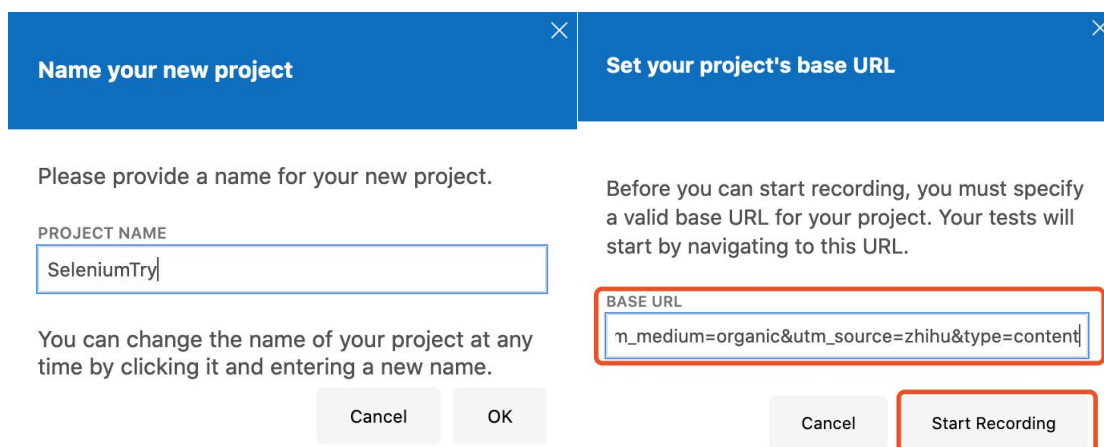 Name your new project
Please provide a name for your new project.
PROJECT NAME
SeleniumTry
You can change the name of your project at any
time by clicking it and entering a new name.
Cancel
OK
Set your project's base URL
Before you can start recording, you must specify
a valid base URL for your project. Your tests will
start by navigating to this URL.
BASE URL
m_medium=organic&utm_source=zhihu&type=content
Cancel
Start Recording